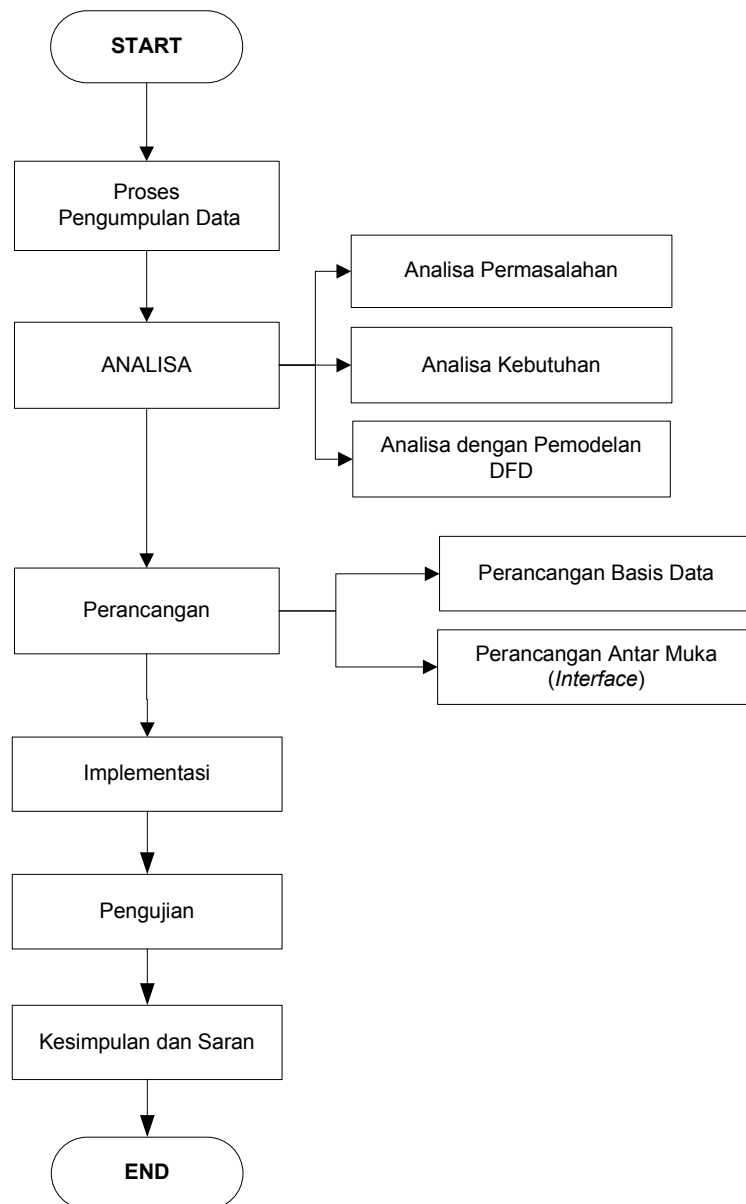 START
Proses
Pengumpulan Data
Analisa Permasalahan
ANALISA
Analisa Kebutuhan
Analisa dengan Pemodelan
DFD
Perancangan Basis Data
Perancangan
Perancangan Antar Muka
(Interface)
Implementasi
Pengujian
Kesimpulan dan Saran
END